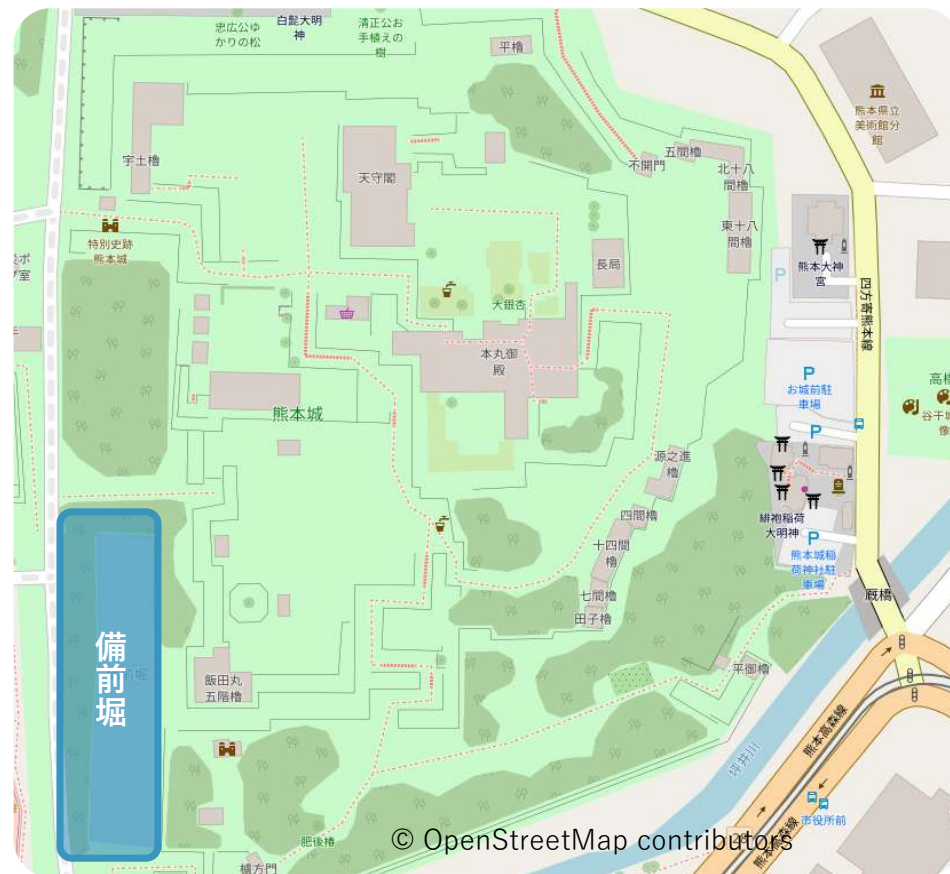 忠広公ゆ
かりの松
白髭大明
神
清正公お
手植えの
樹
平櫓
熊本県立
美術館分
館
宇土櫓
天守閣
五間櫓
不開門
北十八
間櫓
東十八
間櫓
特別史跡
熊本城
長局
熊本大神
宮
P
四方寄熊本線
大銀杏
本丸御
殿
P
お城前駐
車場
熊本城
P
源之進
櫓
四間櫓
十四間
櫓
七間櫓
田子櫓
緋袍稲荷
大明神
P
熊本城稲
荷神社駐
車場
厩橋
備前堀
飯田丸
五階櫓
平御櫓
坪井川
熊本高森線
市役所前
熊本高森線
肥後椿
櫨方門
© OpenStreetMap contributors